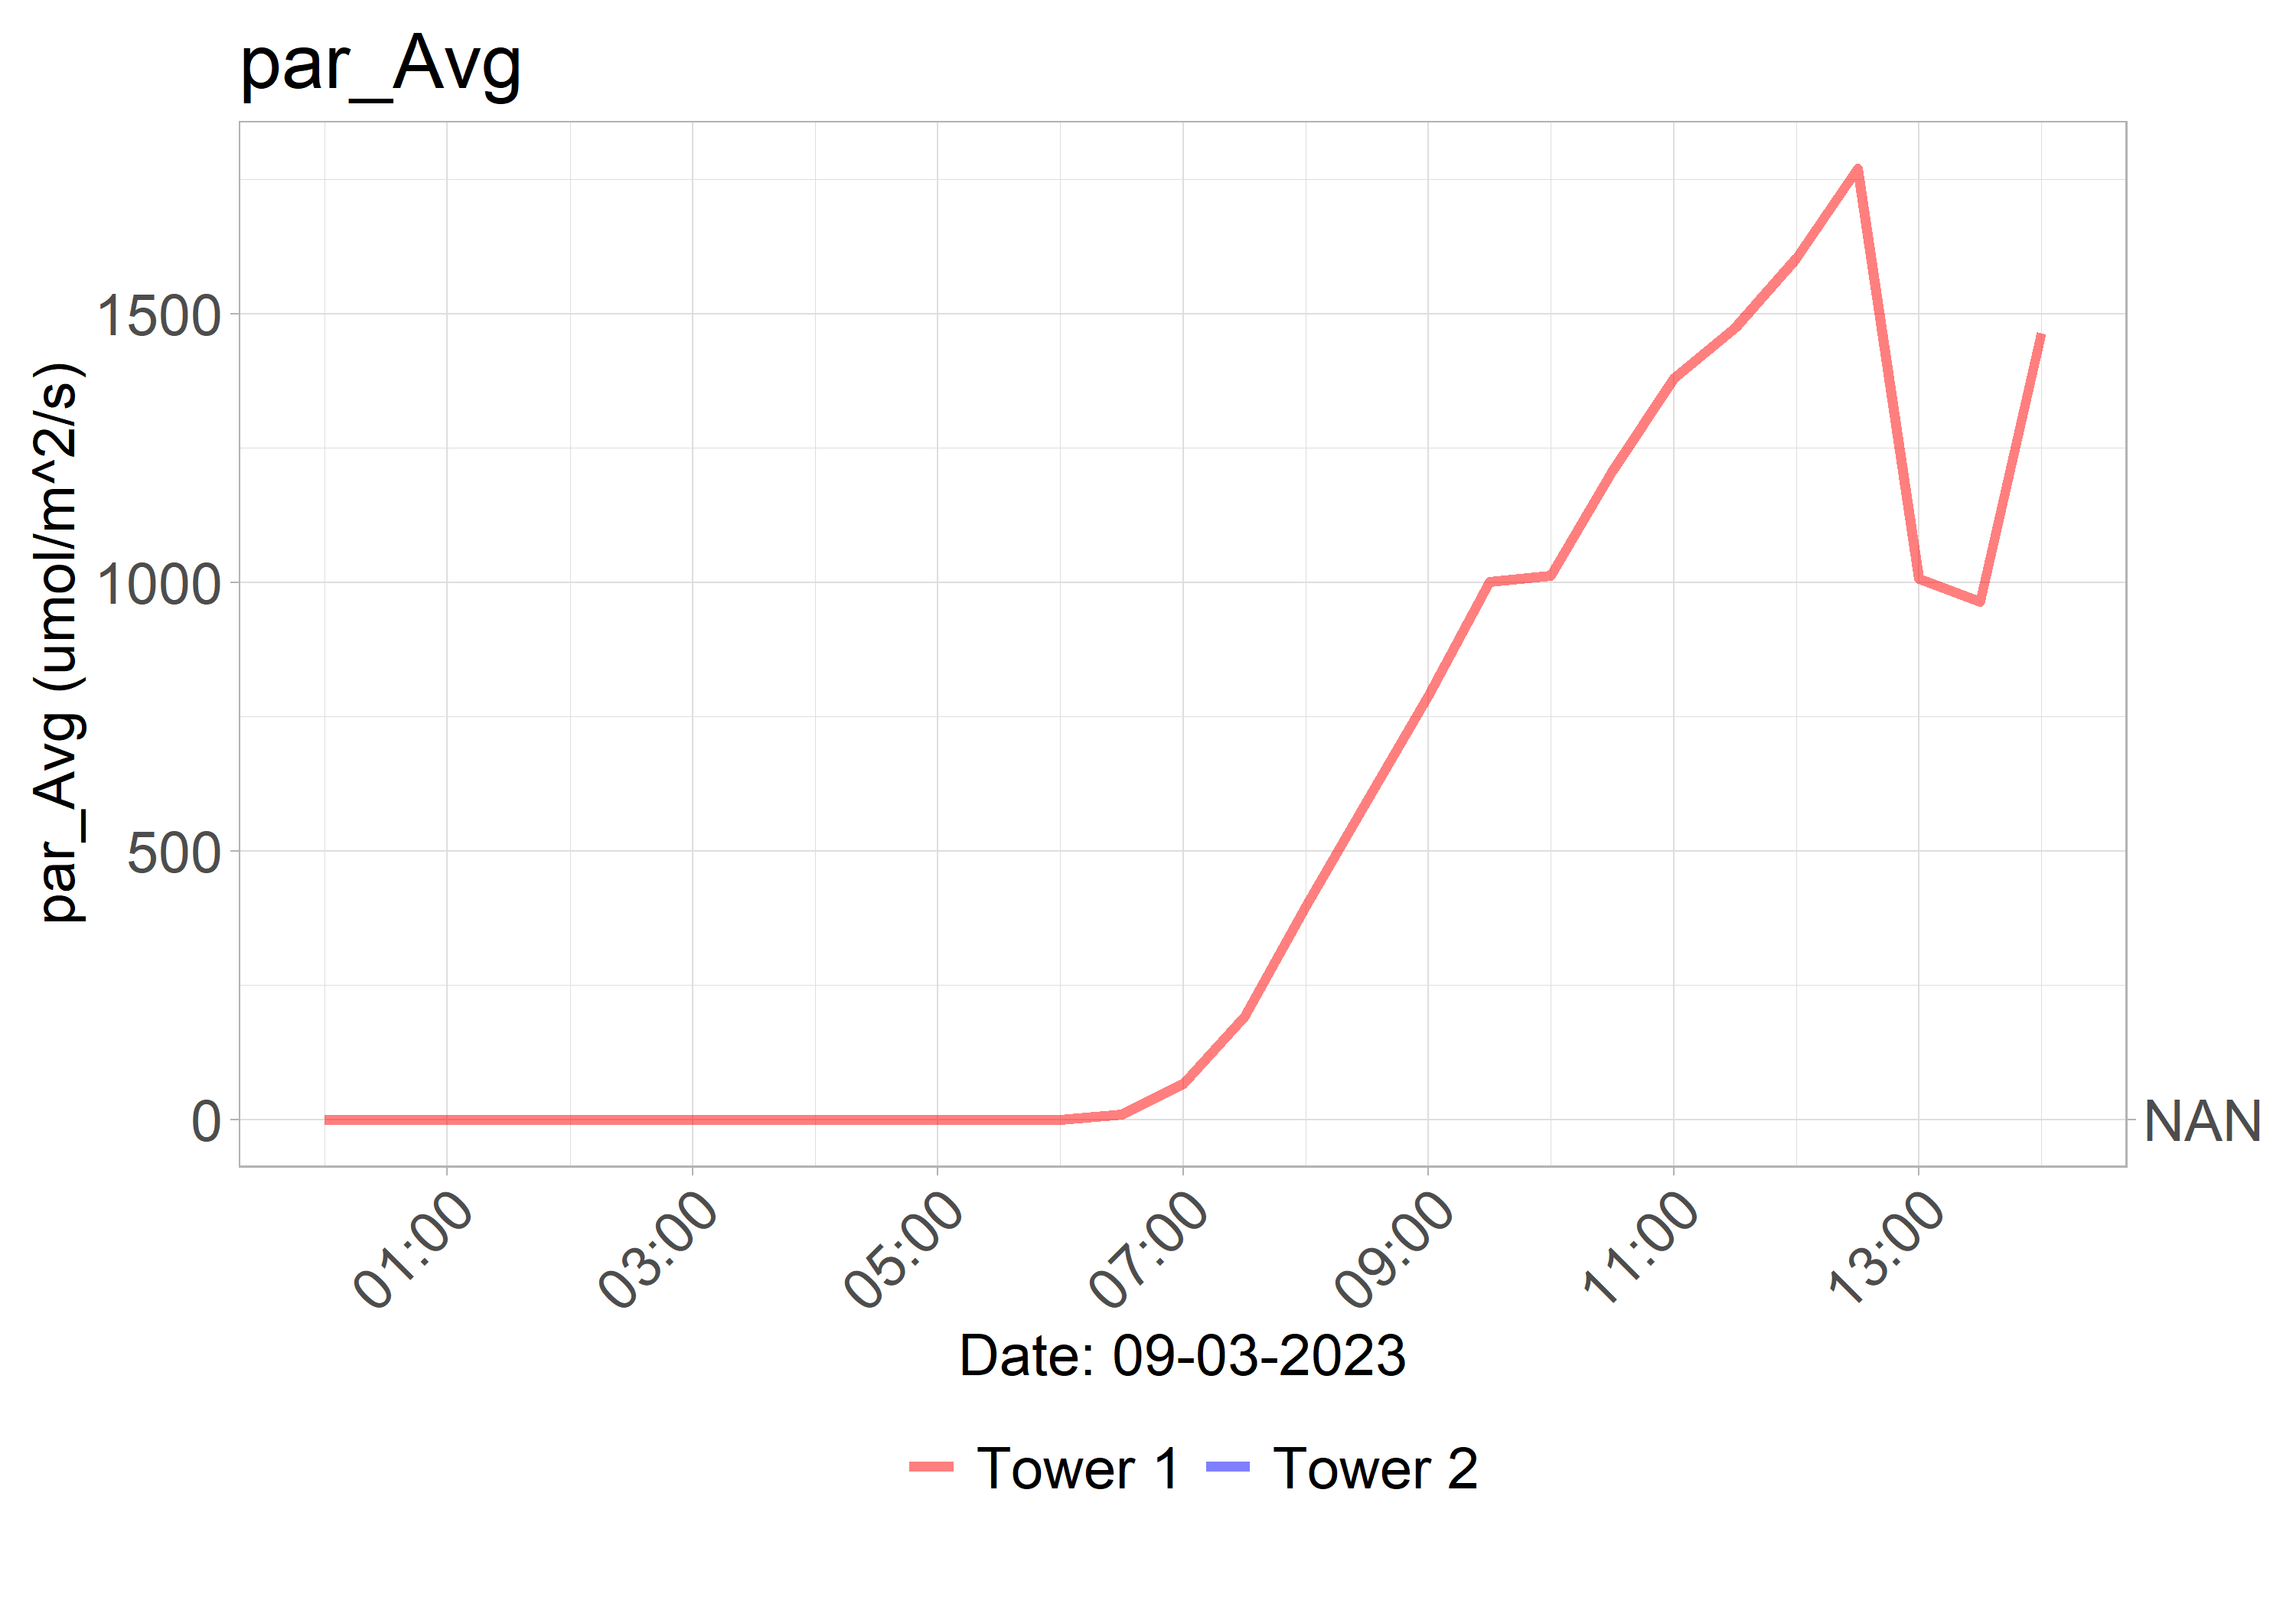 par_Avg
par_Avg (umol/m^2/s)
1500
1000
500
0
NAN
01:00
03:00
05:00
07:00
09:00
11:00
13:00
Date: 09-03-2023
Tower 1
Tower 2